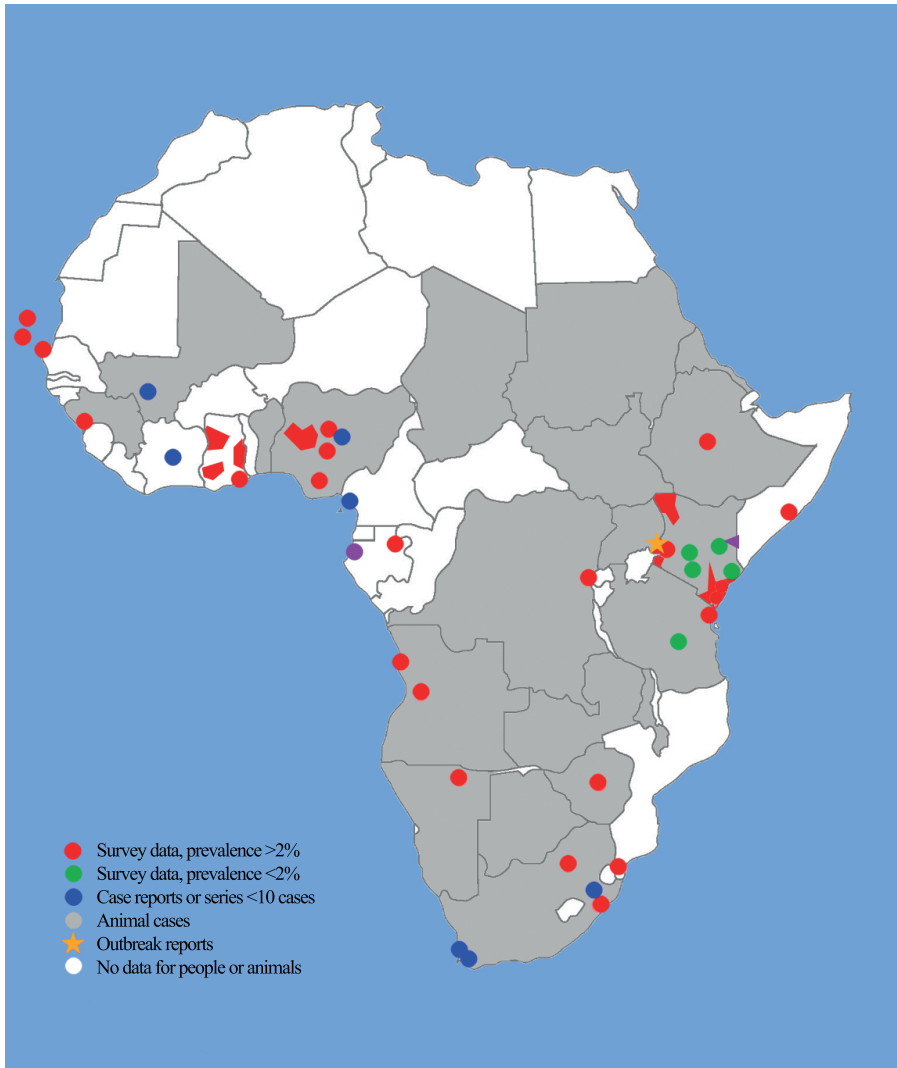 Survey data, prevalence >2%
Survey data, prevalence <2%
Case reports or series <10 cases
Animal cases
Outbreak reports
No data for people or animals